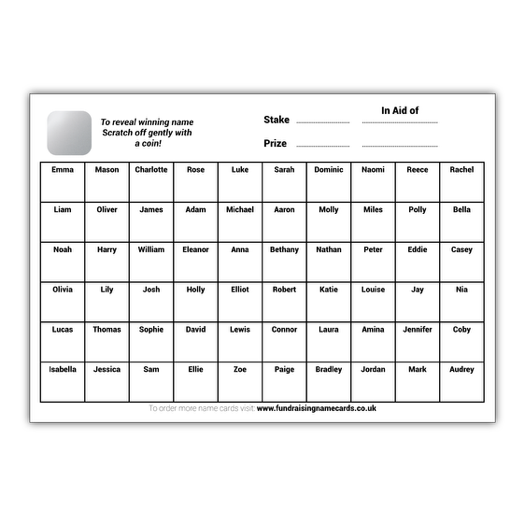 To reveal winning name
Scratch off gently with
a coin!
In Aid of
Stake
Prize
Emma Mason Charlotte Rose Luke Sarah Dominic Naomi Reece Rachel
Liam Oliver James Adam Michael Aaron Molly Miles Polly Bella
Noah Harry William Eleanor Anna Bethany Nathan Peter Eddie Casey
Olivia Lily Josh Holly Elliot Robert Katie Louise Jay Nia
Lucas Thomas Sophie David Lewis Connor Laura Amina Jennifer Coby
Isabella Jessica Sam Ellie Zoe Paige Bradley Jordan Mark Audrey
To order more name cards visit: www.fundraisingnamecards.co.uk